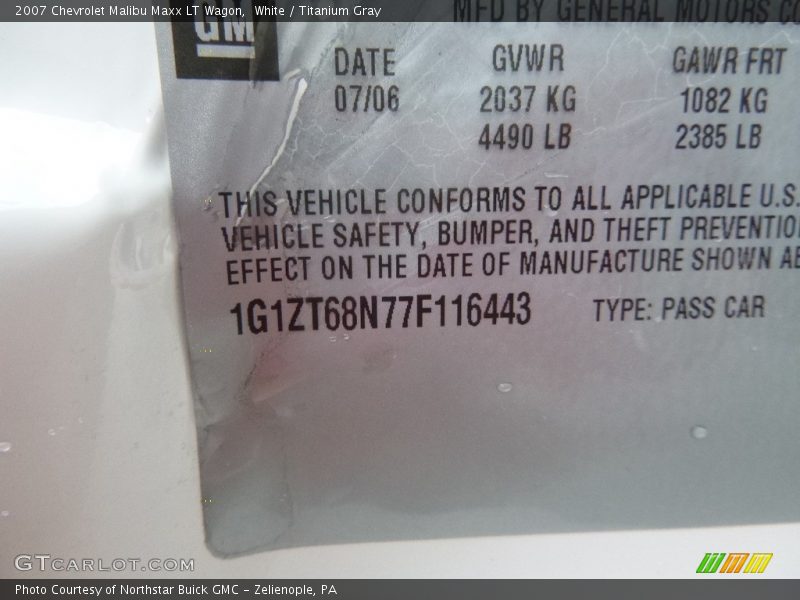 2007 Chevrolet Malibu Maxx LT Wagon, White / Titanium Gray
GM
MFD BY GENERAL MOTORS
DATE GVWR GAWR FRT
07/06 2037 KG 1082 KG
4490 LB 2385 LB
THIS VEHICLE CONFORMS TO ALL APPLICABLE U.S.
VEHICLE SAFETY, BUMPER, AND THEFT PREVENTIO
EFFECT ON THE DATE OF MANUFACTURE SHOWN
1G1ZT68N77F116443 TYPE: PASS CAR
GTCARLOT.COM
Photo Courtesy of Northstar Buick GMC - Zelienople, PA